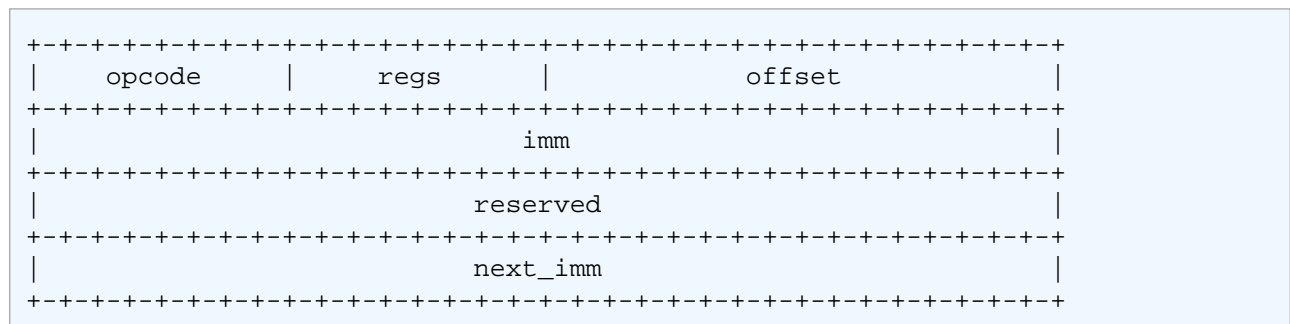 +-+-+-+-+-+-+-+-+-+-+-+-+-+-+-+-+-+-+-+-+-+-+-+-+-+-+-+-+-+-+-+-+
|    opcode     |     regs      |            offset             |
+-+-+-+-+-+-+-+-+-+-+-+-+-+-+-+-+-+-+-+-+-+-+-+-+-+-+-+-+-+-+-+-+
|                              imm                              |
+-+-+-+-+-+-+-+-+-+-+-+-+-+-+-+-+-+-+-+-+-+-+-+-+-+-+-+-+-+-+-+-+
|                           reserved                            |
+-+-+-+-+-+-+-+-+-+-+-+-+-+-+-+-+-+-+-+-+-+-+-+-+-+-+-+-+-+-+-+-+
|                           next_imm                            |
+-+-+-+-+-+-+-+-+-+-+-+-+-+-+-+-+-+-+-+-+-+-+-+-+-+-+-+-+-+-+-+-+